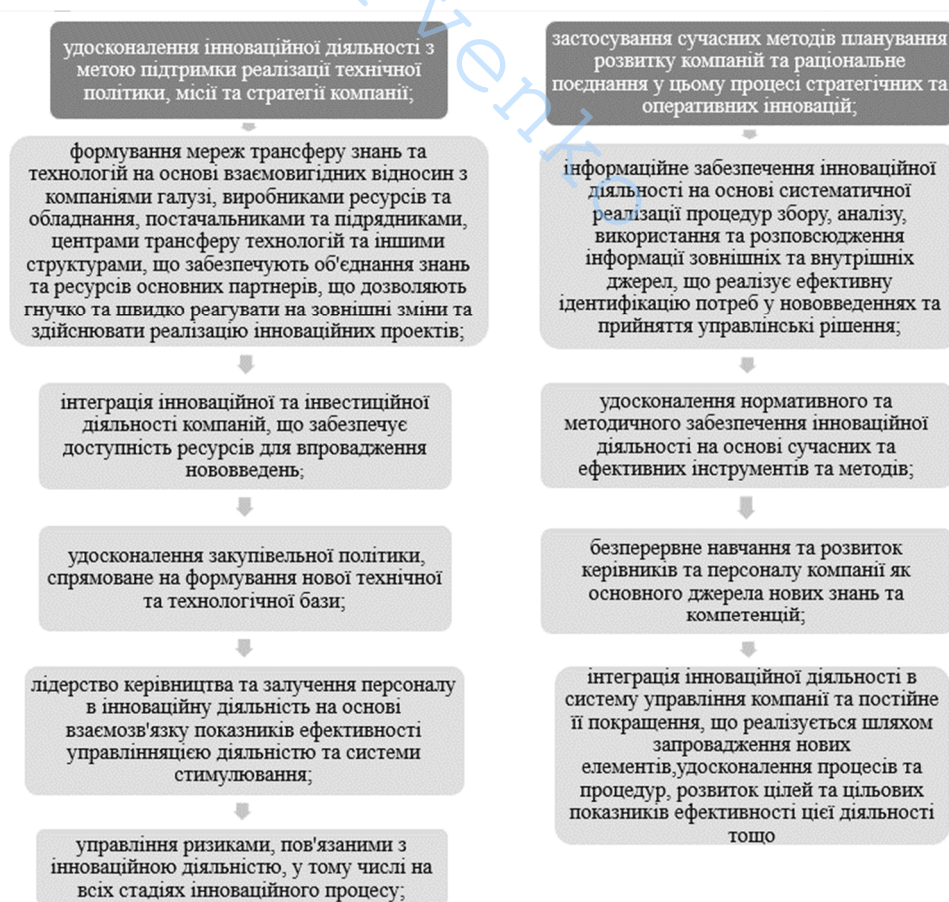 удосконалення інноваційної діяльності з
метою підтримки реалізації технічної
політики, місії та стратегії компанії;
формування мереж трансферу знань та
технологій на основі взаємовигідних відносин з
компаніями галузі, виробниками ресурсів та
обладнання, постачальниками та підрядниками,
центрами трансферу технологій та іншими
структурами, що забезпечують об'єднання знань
та ресурсів основних партнерів, що дозволяють
гнучко та швидко реагувати на зовнішні зміни та
здійснювати реалізацію інноваційних проектів;
інтеграція інноваційної та інвестиційної
діяльності компаній, що забезпечує
доступність ресурсів для впровадження
нововведень;
удосконалення закупівельної політики,
спрямоване на формування нової технічної
та технологічної бази;
лідерство керівництва та залучення персоналу
в інноваційну діяльність на основі
взаємозв'язку показників ефективності
управлінняцією діяльністю та системи
стимулювання;
управління ризиками, пов'язаними з
інноваційною діяльністю, у тому числі на
всіх стадіях інноваційного процесу;
застосування сучасних методів планування
розвитку компаній та раціональне
поєднання у цьому процесі стратегічних та
оперативних інновацій;
інформаційне забезпечення інноваційної
діяльності на основі систематичної
реалізації процедур збору, аналізу,
використання та розповсюдження
інформації зовнішніх та внутрішніх
джерел, що реалізує ефективну
ідентифікацію потреб у нововведеннях та
прийняття управлінські рішення;
удосконалення нормативного та
методичного забезпечення інноваційної
діяльності на основі сучасних та
ефективних інструментів та методів;
безперервне навчання та розвиток
керівників та персоналу компанії як
основного джерела нових знань та
компетенцій;
інтеграція інноваційної діяльності в
систему управління компанії та постійне
її покращення, що реалізується шляхом
запровадження нових
елементів,удосконалення процесів та
процедур, розвиток цілей та цільових
показників ефективності цієї діяльності
тощо